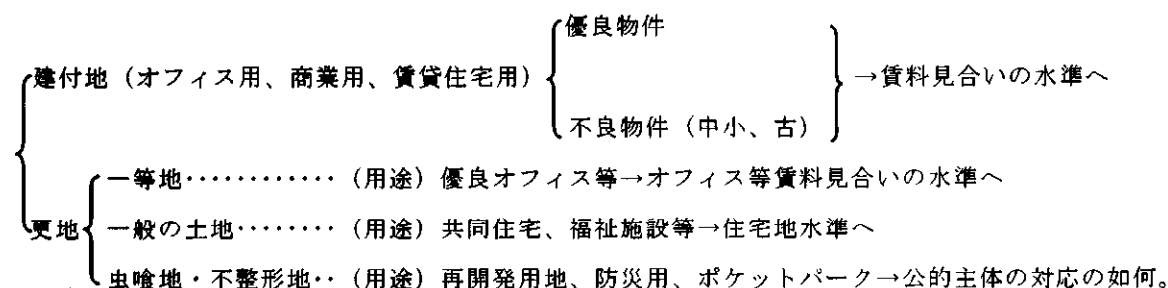 優良物件
建付地（オフィス用、商業用、賃貸住宅用）→賃料見合いの水準へ
不良物件（中小、古）
一等地············（用途）優良オフィス等→オフィス等賃料見合いの水準へ
更地
一般の土地········（用途）共同住宅、福祉施設等→住宅地水準へ
虫喰地・不整形地··（用途）再開発用地、防災用、ポケットパーク→公的主体の対応の如何。